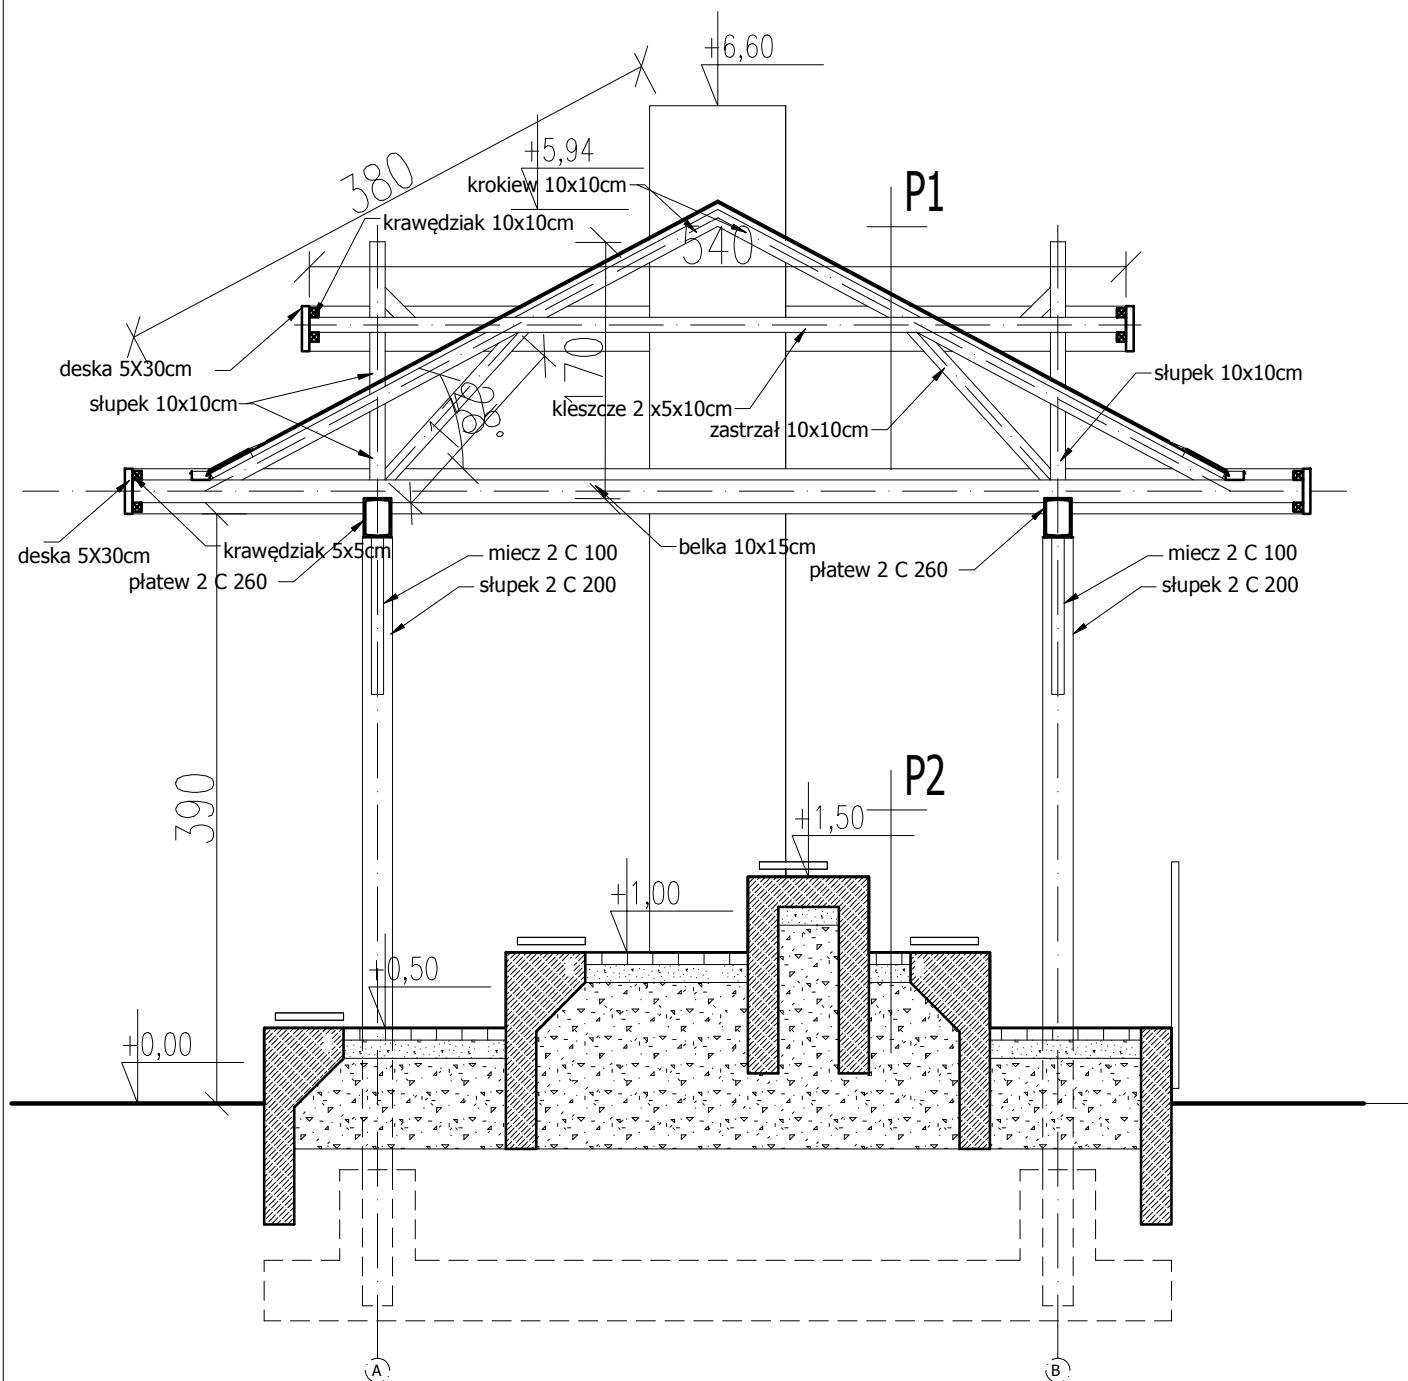 +6,60
+5,94
380
krokiew 10x10cm
P1
krawędziak 10x10cm
540
deska 5X30cm
170
słupek 10x10cm
słupek 10x10cm
kleszcze 2 x5x10cm
zastrzał 10x10cm
deska 5X30cm
krawędziak 5x5cm
belka 10x15cm
miecz 2 C 100
miecz 2 C 100
płatew 2 C 260
płatew 2 C 260
słupek 2 C 200
słupek 2 C 200
P2
390
+1,50
+1,00
+0,50
+0,00
A
B